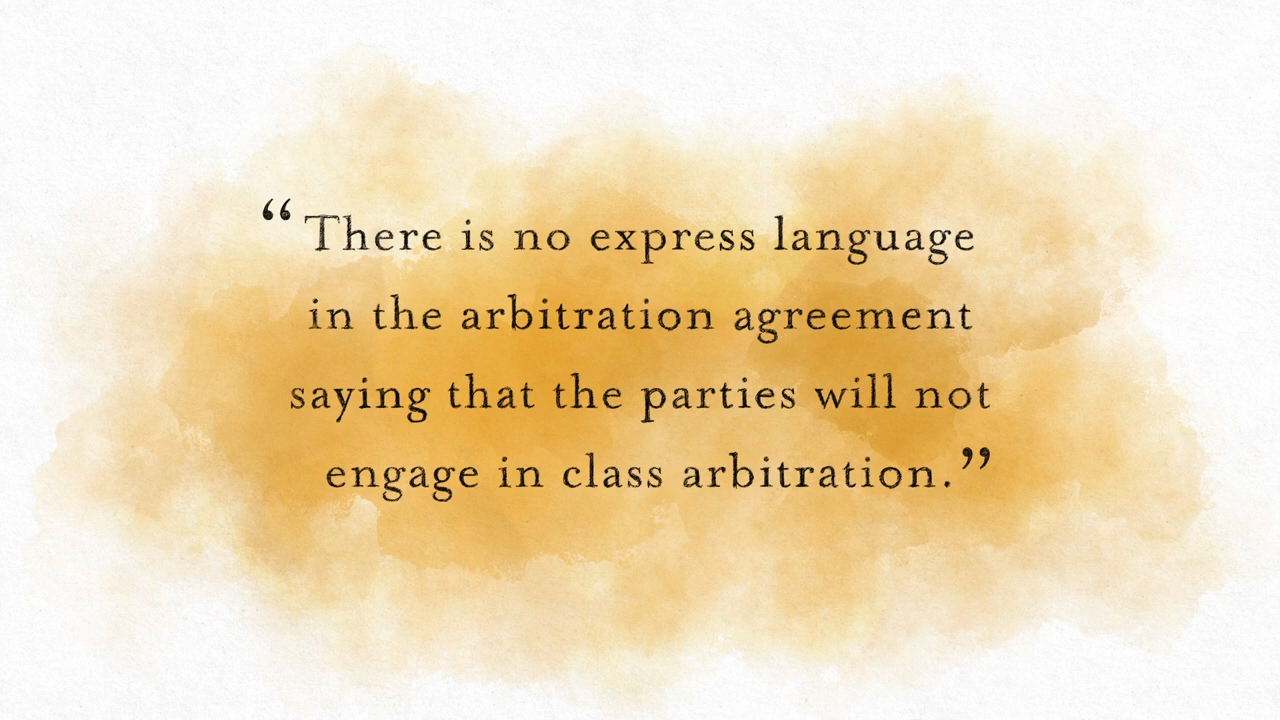 “There is no express language
in the arbitration agreement
saying that the parties will not
engage in class arbitration.”